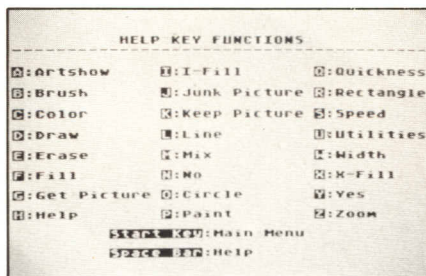 HELP KEY FUNCTIONS
A:Artshow I:I-Fill Q:Quickness
B:Brush J:Junk Picture R:Rectangle
C:Color K:Keep Picture S:Speed
D:Draw L:Line U:Utilities
E:Erase M:Mix W:Width
F:Fill N:No X:X-Fill
G:Get Picture O:Circle Y:Yes
H:Help P:Paint Z:Zoom
Start Key:Main Menu
Space Bar:Help